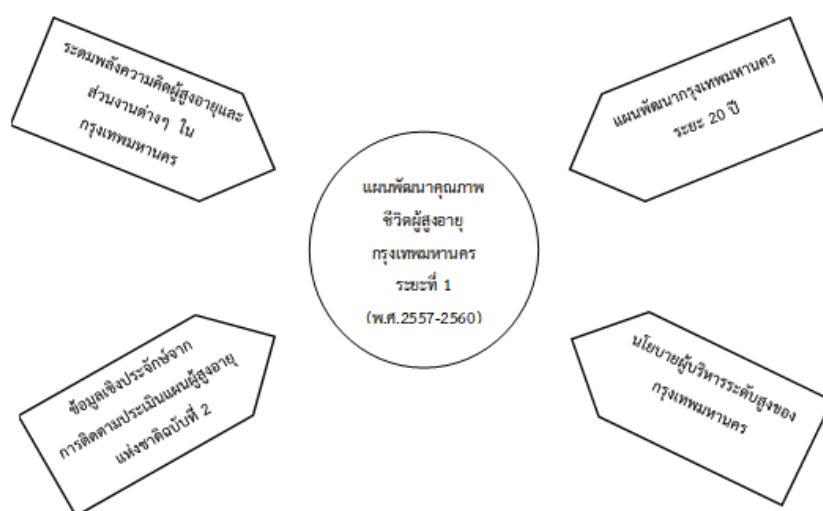 ระดมพลังความคิดผู้สูงอายุและ
ส่วนงานต่างๆ ใน
กรุงเทพมหานคร
แผนพัฒนากรุงเทพมหานคร
ระยะ 20 ปี
แผนพัฒนาคุณภาพ
ชีวิตผู้สูงอายุ
กรุงเทพมหานคร
ระยะที่ 1
(พ.ศ.2557-2560)
ข้อมูลเชิงประจักษ์จาก
การติดตามประเมินแผนผู้สูงอายุ
แห่งชาติฉบับที่ 2
นโยบายผู้บริหารระดับสูงของ
กรุงเทพมหานคร